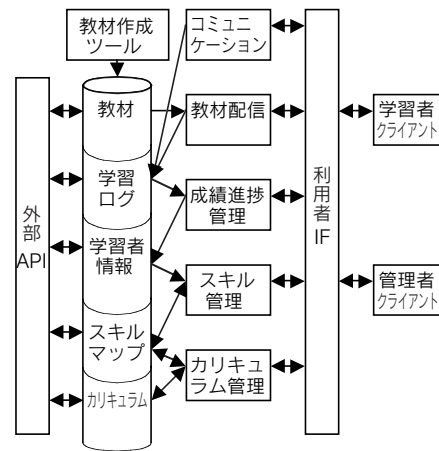 教材作成
ツール
コミュニ
ケーション
教材
教材配信
学習者
クライアント
学習
ログ
成績進捗
管理
外部
API
利用者
IF
学習者
情報
スキル
管理
管理者
クライアント
スキル
マップ
カリキュ
ラム管理
カリキュラム